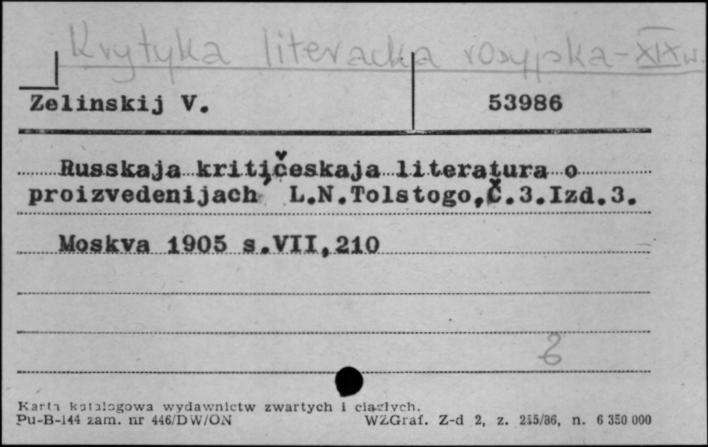 Krytyka literacka rosyjska - XIX w.
Zelinskij V. 53986
Russkaja kritičeskaja literatura o
proizvedenijach L.N.Tolstogo,Č.3.Izd.3.
Moskva 1905 s.VII,210
6
Karta katalogowa wydawnictw zwartych i ciągłych.
Pu-B-144 zam. nr 446/DW/ON WZGraf. Z-d 2, z. 255/86, n. 6 350 000